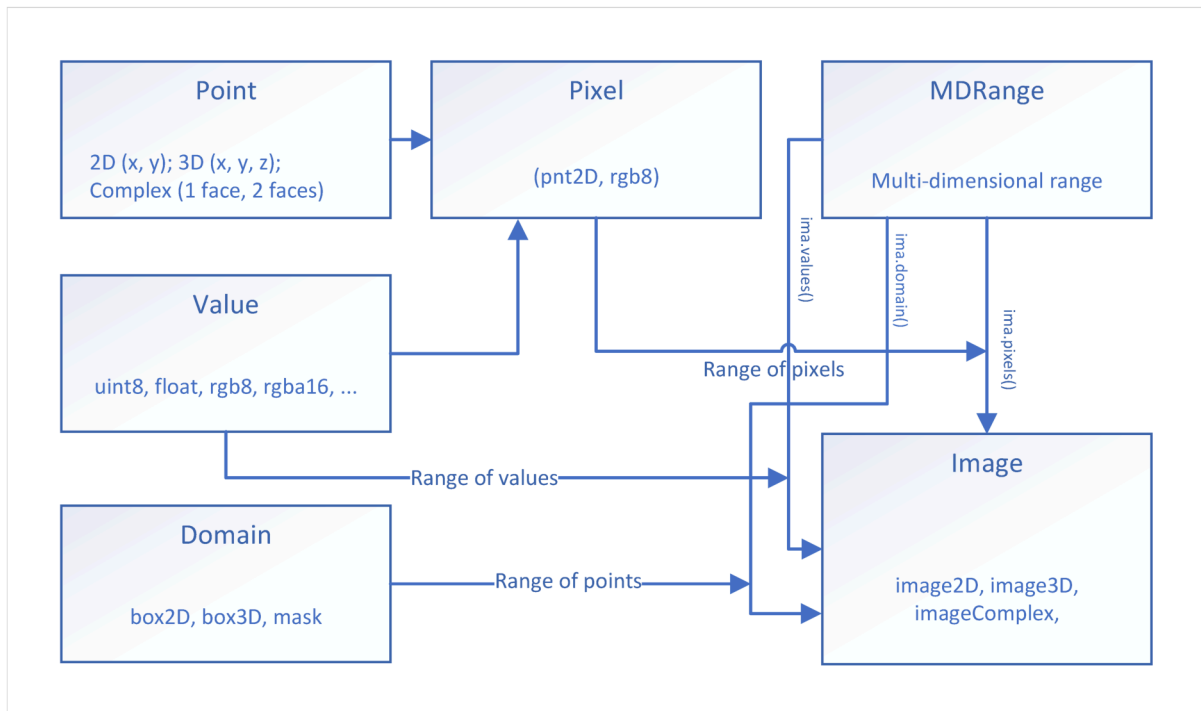 Point
2D (x, y); 3D (x, y, z);
Complex (1 face, 2 faces)
Pixel
(pnt2D, rgb8)
MDRange
Multi-dimensional range
ima.values()
ima.domain()
ima.pixels()
Value
uint8, float, rgb8, rgba16, ...
Range of pixels
Range of values
Domain
box2D, box3D, mask
Range of points
Image
image2D, image3D,
imageComplex,